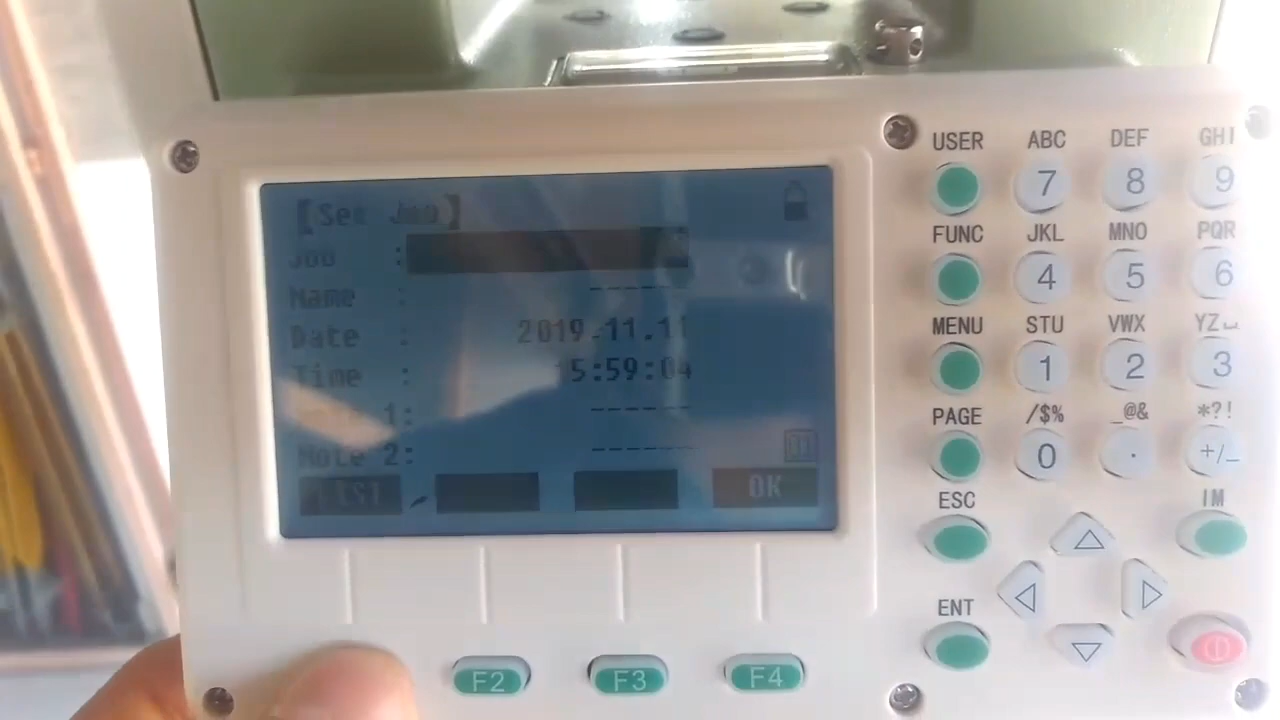 【Set Job】
Job :
Name : ------
Date : 2019.11.11
Time : 15:59:04
1: ------
Note 2: ------
LIST OK
F2 F3 F4
USER ABC DEF GHI
7 8 9
FUNC JKL MNO PQR
4 5 6
MENU STU VWX YZ⎵
1 2 3
PAGE /$% _@& *?!
0 . +/_
ESC IM
ENT